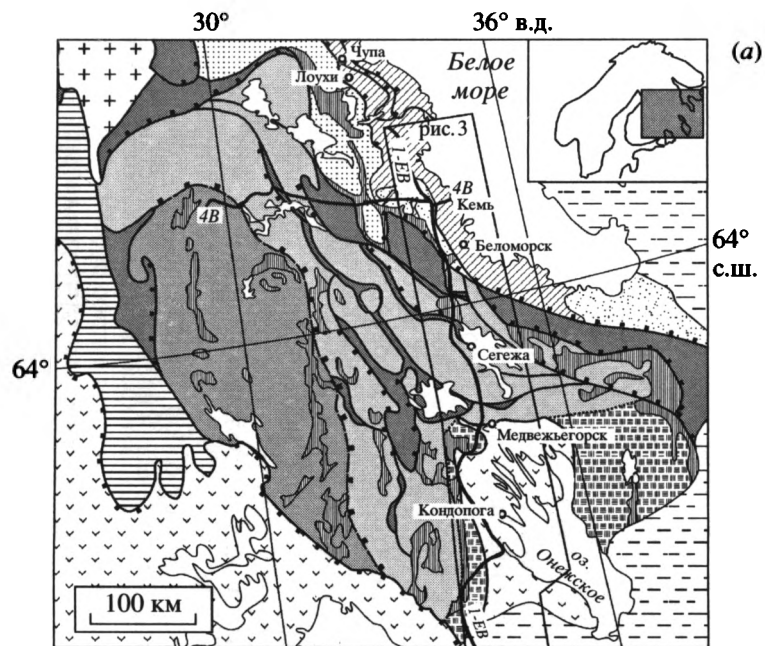 30° 36° в.д.
(а)
Чупа
Лоухи
Белое
море
рис. 3
1-ЕВ
4В
Кемь
4В
Беломорск
64°
с.ш.
64°
Сегежа
Медвежьегорск
Кондопога
оз.
Онежское
100 км
1-ЕВ